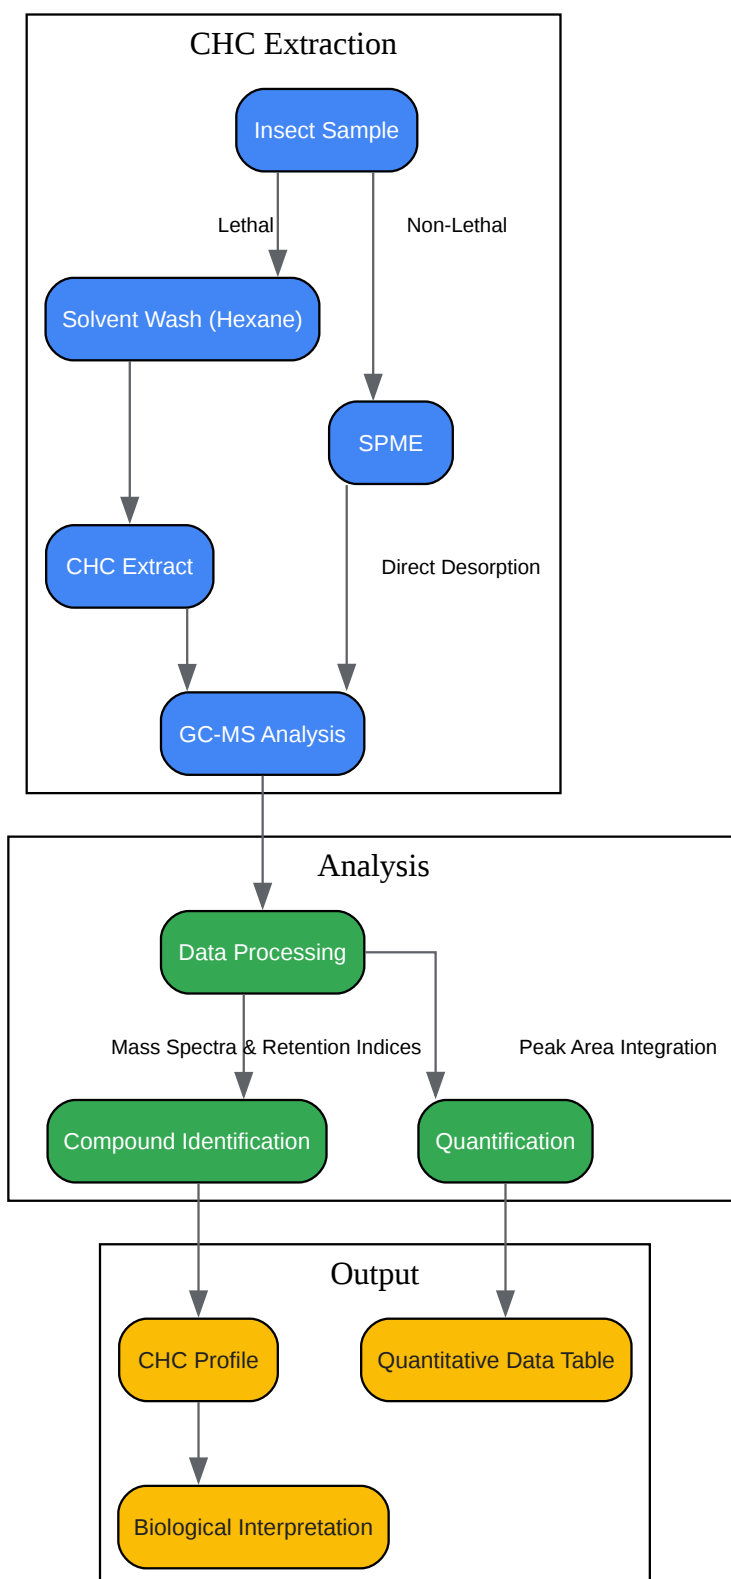 CHC Extraction
Insect Sample
Lethal
Non-Lethal
Solvent Wash (Hexane)
SPME
CHC Extract
Direct Desorption
GC-MS Analysis
Analysis
Data Processing
Mass Spectra & Retention Indices
Peak Area Integration
Compound Identification
Quantification
Output
CHC Profile
Quantitative Data Table
Biological Interpretation